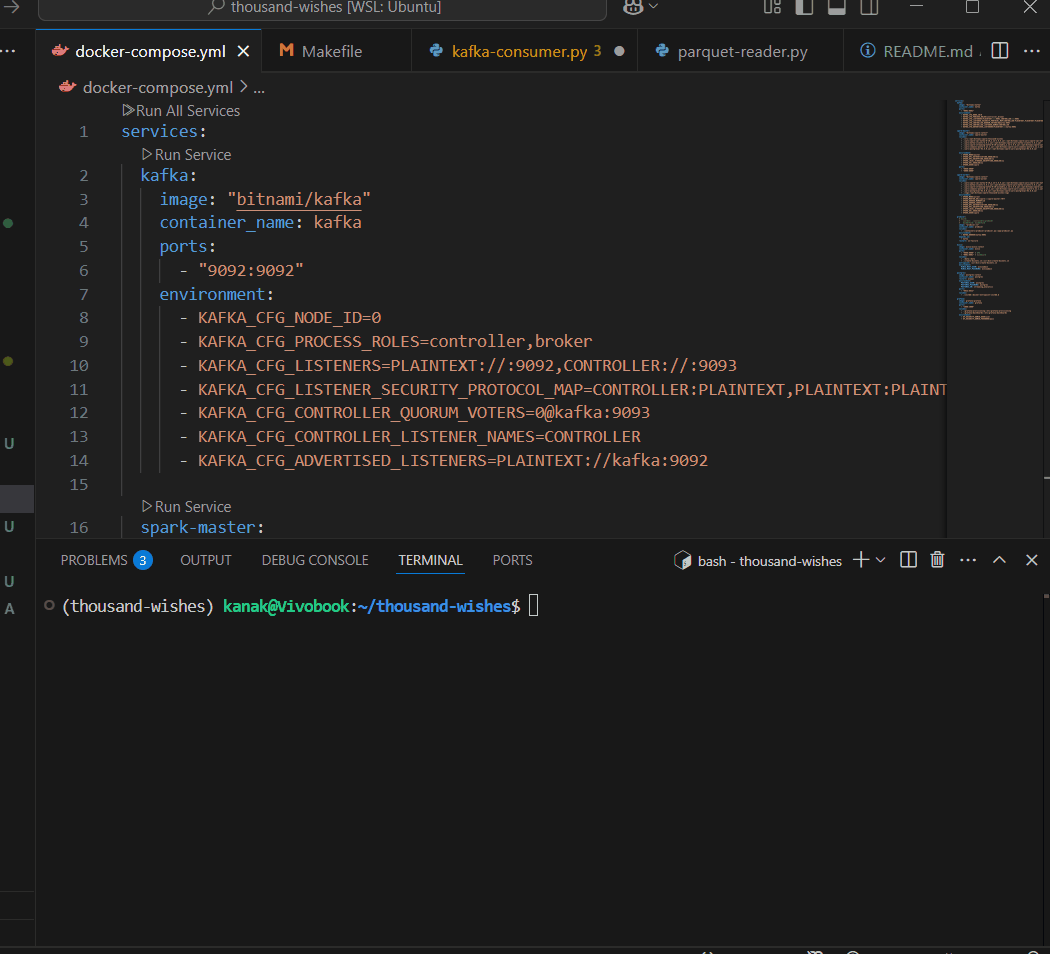 thousand-wishes [WSL: Ubuntu]
docker-compose.yml
M Makefile
kafka-consumer.py 3
parquet-reader.py
README.md
docker-compose.yml > ...
Run All Services
1 services:
Run Service
2 kafka:
3 image: "bitnami/kafka"
4 container_name: kafka
5 ports:
6 - "9092:9092"
7 environment:
8 - KAFKA_CFG_NODE_ID=0
9 - KAFKA_CFG_PROCESS_ROLES=controller,broker
10 - KAFKA_CFG_LISTENERS=PLAINTEXT://:9092,CONTROLLER://:9093
11 - KAFKA_CFG_LISTENER_SECURITY_PROTOCOL_MAP=CONTROLLER:PLAINTEXT,PLAINTEXT:PLAINT
12 - KAFKA_CFG_CONTROLLER_QUORUM_VOTERS=0@kafka:9093
13 - KAFKA_CFG_CONTROLLER_LISTENER_NAMES=CONTROLLER
14 - KAFKA_CFG_ADVERTISED_LISTENERS=PLAINTEXT://kafka:9092
15
Run Service
16 spark-master:
U
U
U
A
PROBLEMS 3
OUTPUT
DEBUG CONSOLE
TERMINAL
PORTS
bash - thousand-wishes
(thousand-wishes) kanak@Vivobook:~/thousand-wishes$